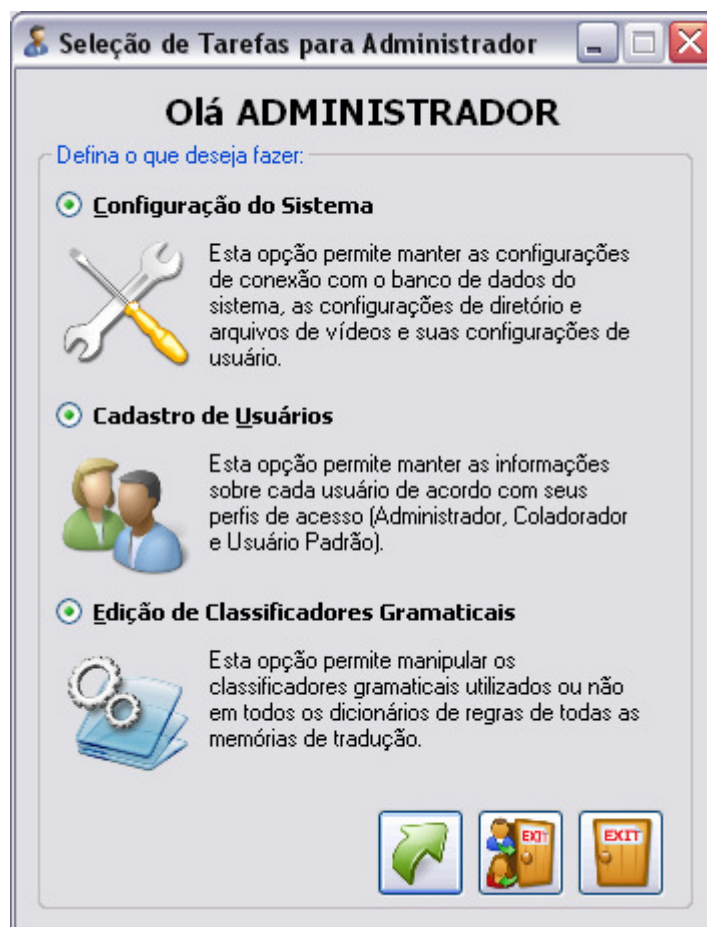 Seleção de Tarefas para Administrador
Olá ADMINISTRADOR
Defina o que deseja fazer:
Configuração do Sistema
Esta opção permite manter as configurações
de conexão com o banco de dados do
sistema, as configurações de diretório e
arquivos de vídeos e suas configurações de
usuário.
Cadastro de Usuários
Esta opção permite manter as informações
sobre cada usuário de acordo com seus
perfis de acesso (Administrador, Coladorador
e Usuário Padrão).
Edição de Classificadores Gramaticais
Esta opção permite manipular os
classificadores gramaticais utilizados ou não
em todos os dicionários de regras de todas as
memórias de tradução.
EXIT
EXIT